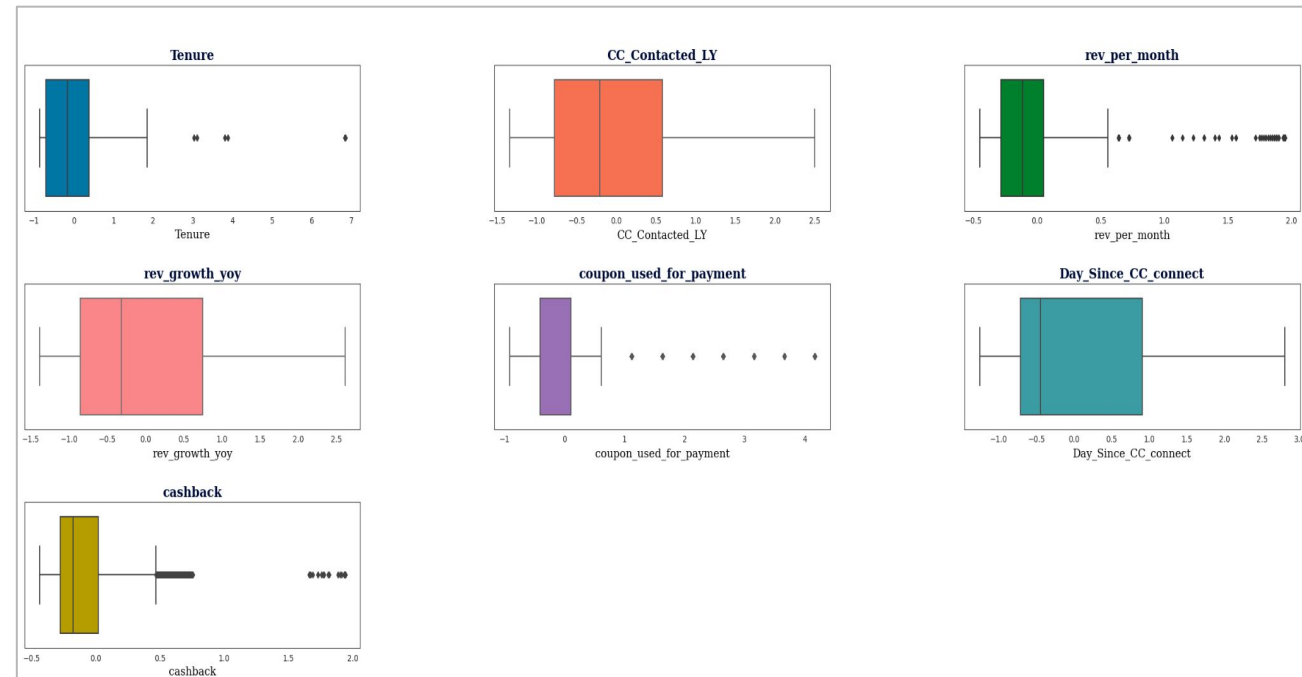 Tenure CC_Contacted_LY rev_per_month
−1 0 1 2 3 4 5 6 7 −1.5 −1.0 −0.5 0.0 0.5 1.0 1.5 2.0 2.5 −0.5 0.0 0.5 1.0 1.5 2.0
Tenure CC_Contacted_LY rev_per_month
rev_growth_yoy coupon_used_for_payment Day_Since_CC_connect
−1.5 −1.0 −0.5 0.0 0.5 1.0 1.5 2.0 2.5 −1 0 1 2 3 4 −1.0 −0.5 0.0 0.5 1.0 1.5 2.0 2.5 3.0
rev_growth_yoy coupon_used_for_payment Day_Since_CC_connect
cashback
−0.5 0.0 0.5 1.0 1.5 2.0
cashback